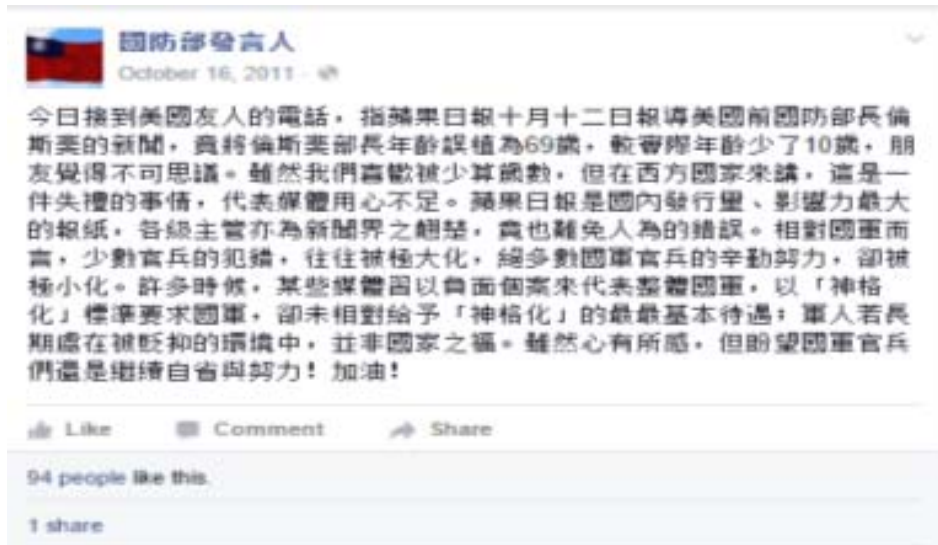 國防部發言人
October 16, 2011
今日接到美國友人的電話，指蘋果日報十月十二日報導美國前國防部長倫
斯斐的新聞，竟將倫斯斐部長年齡誤植為69歲，較實際年齡少了10歲，朋
友覺得不可思議。雖然我們喜歡被少算歲數，但在西方國家來講，這是一
件失禮的事情，代表媒體用心不足。蘋果日報是國內發行量、影響力最大
的報紙，各級主管亦為新聞界之翹楚，竟也難免人為的錯誤。相對國軍而
言，少數官兵的犯錯，往往被極大化，絕多數國軍官兵的辛勤努力，卻被
極小化。許多時候，某些媒體習以負面個案來代表整體國軍，以「神格
化」標準要求國軍，卻未相對給予「神格化」的最最基本待遇；軍人若長
期處在被貶抑的環境中，並非國家之福。雖然心有所感，但盼望國軍官兵
們還是繼續自省與努力！加油！
Like Comment Share
94 people like this.
1 share